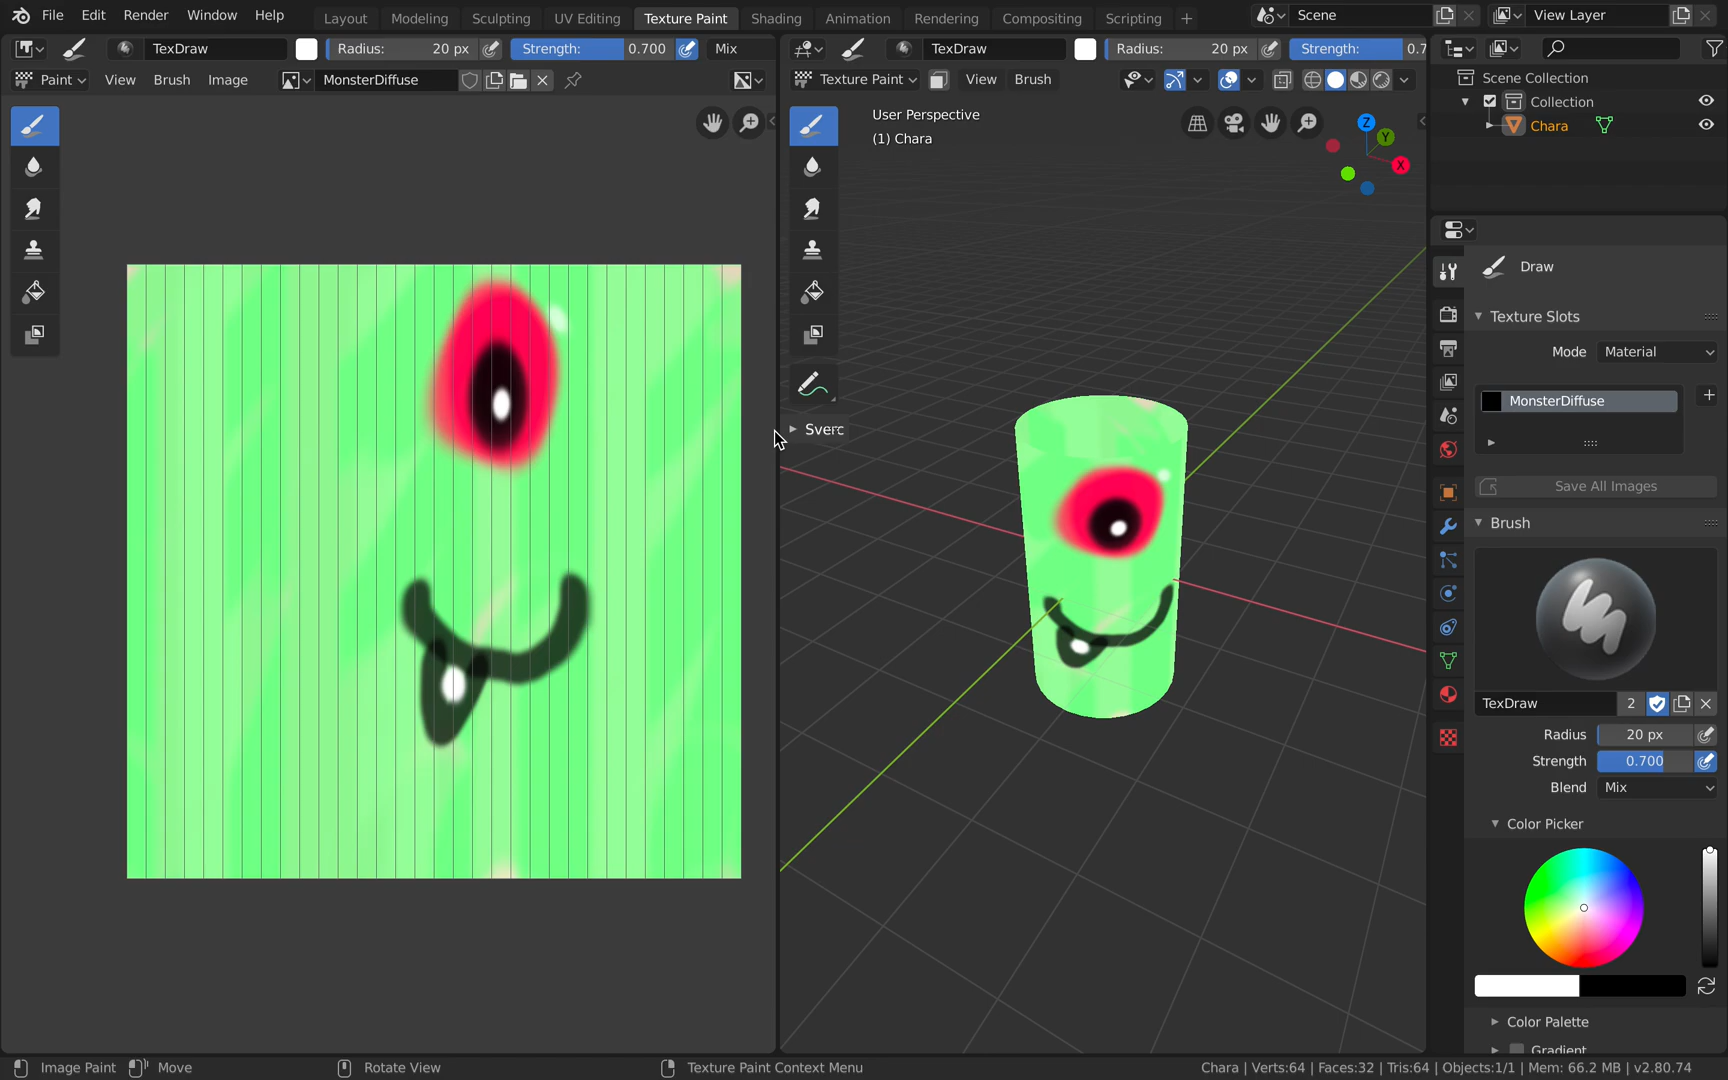 File Edit Render Window Help Layout Modeling Sculpting UV Editing Texture Paint Shading Animation Rendering Compositing Scripting + Scene View Layer
TexDraw Radius: 20 px Strength: 0.700 Mix
TexDraw Radius: 20 px Strength: 0.7
Paint View Brush Image MonsterDiffuse
Texture Paint View Brush
User Perspective
(1) Chara
Z
Y
X
Sverc
Scene Collection
Collection
Chara
Draw
Texture Slots
Mode Material
MonsterDiffuse
Save All Images
Brush
TexDraw 2
Radius 20 px
Strength 0.700
Blend Mix
Color Picker
Color Palette
Gradient
Image Paint Move Rotate View Texture Paint Context Menu Chara | Verts:64 | Faces:32 | Tris:64 | Objects:1/1 | Mem: 66.2 MB | v2.80.74